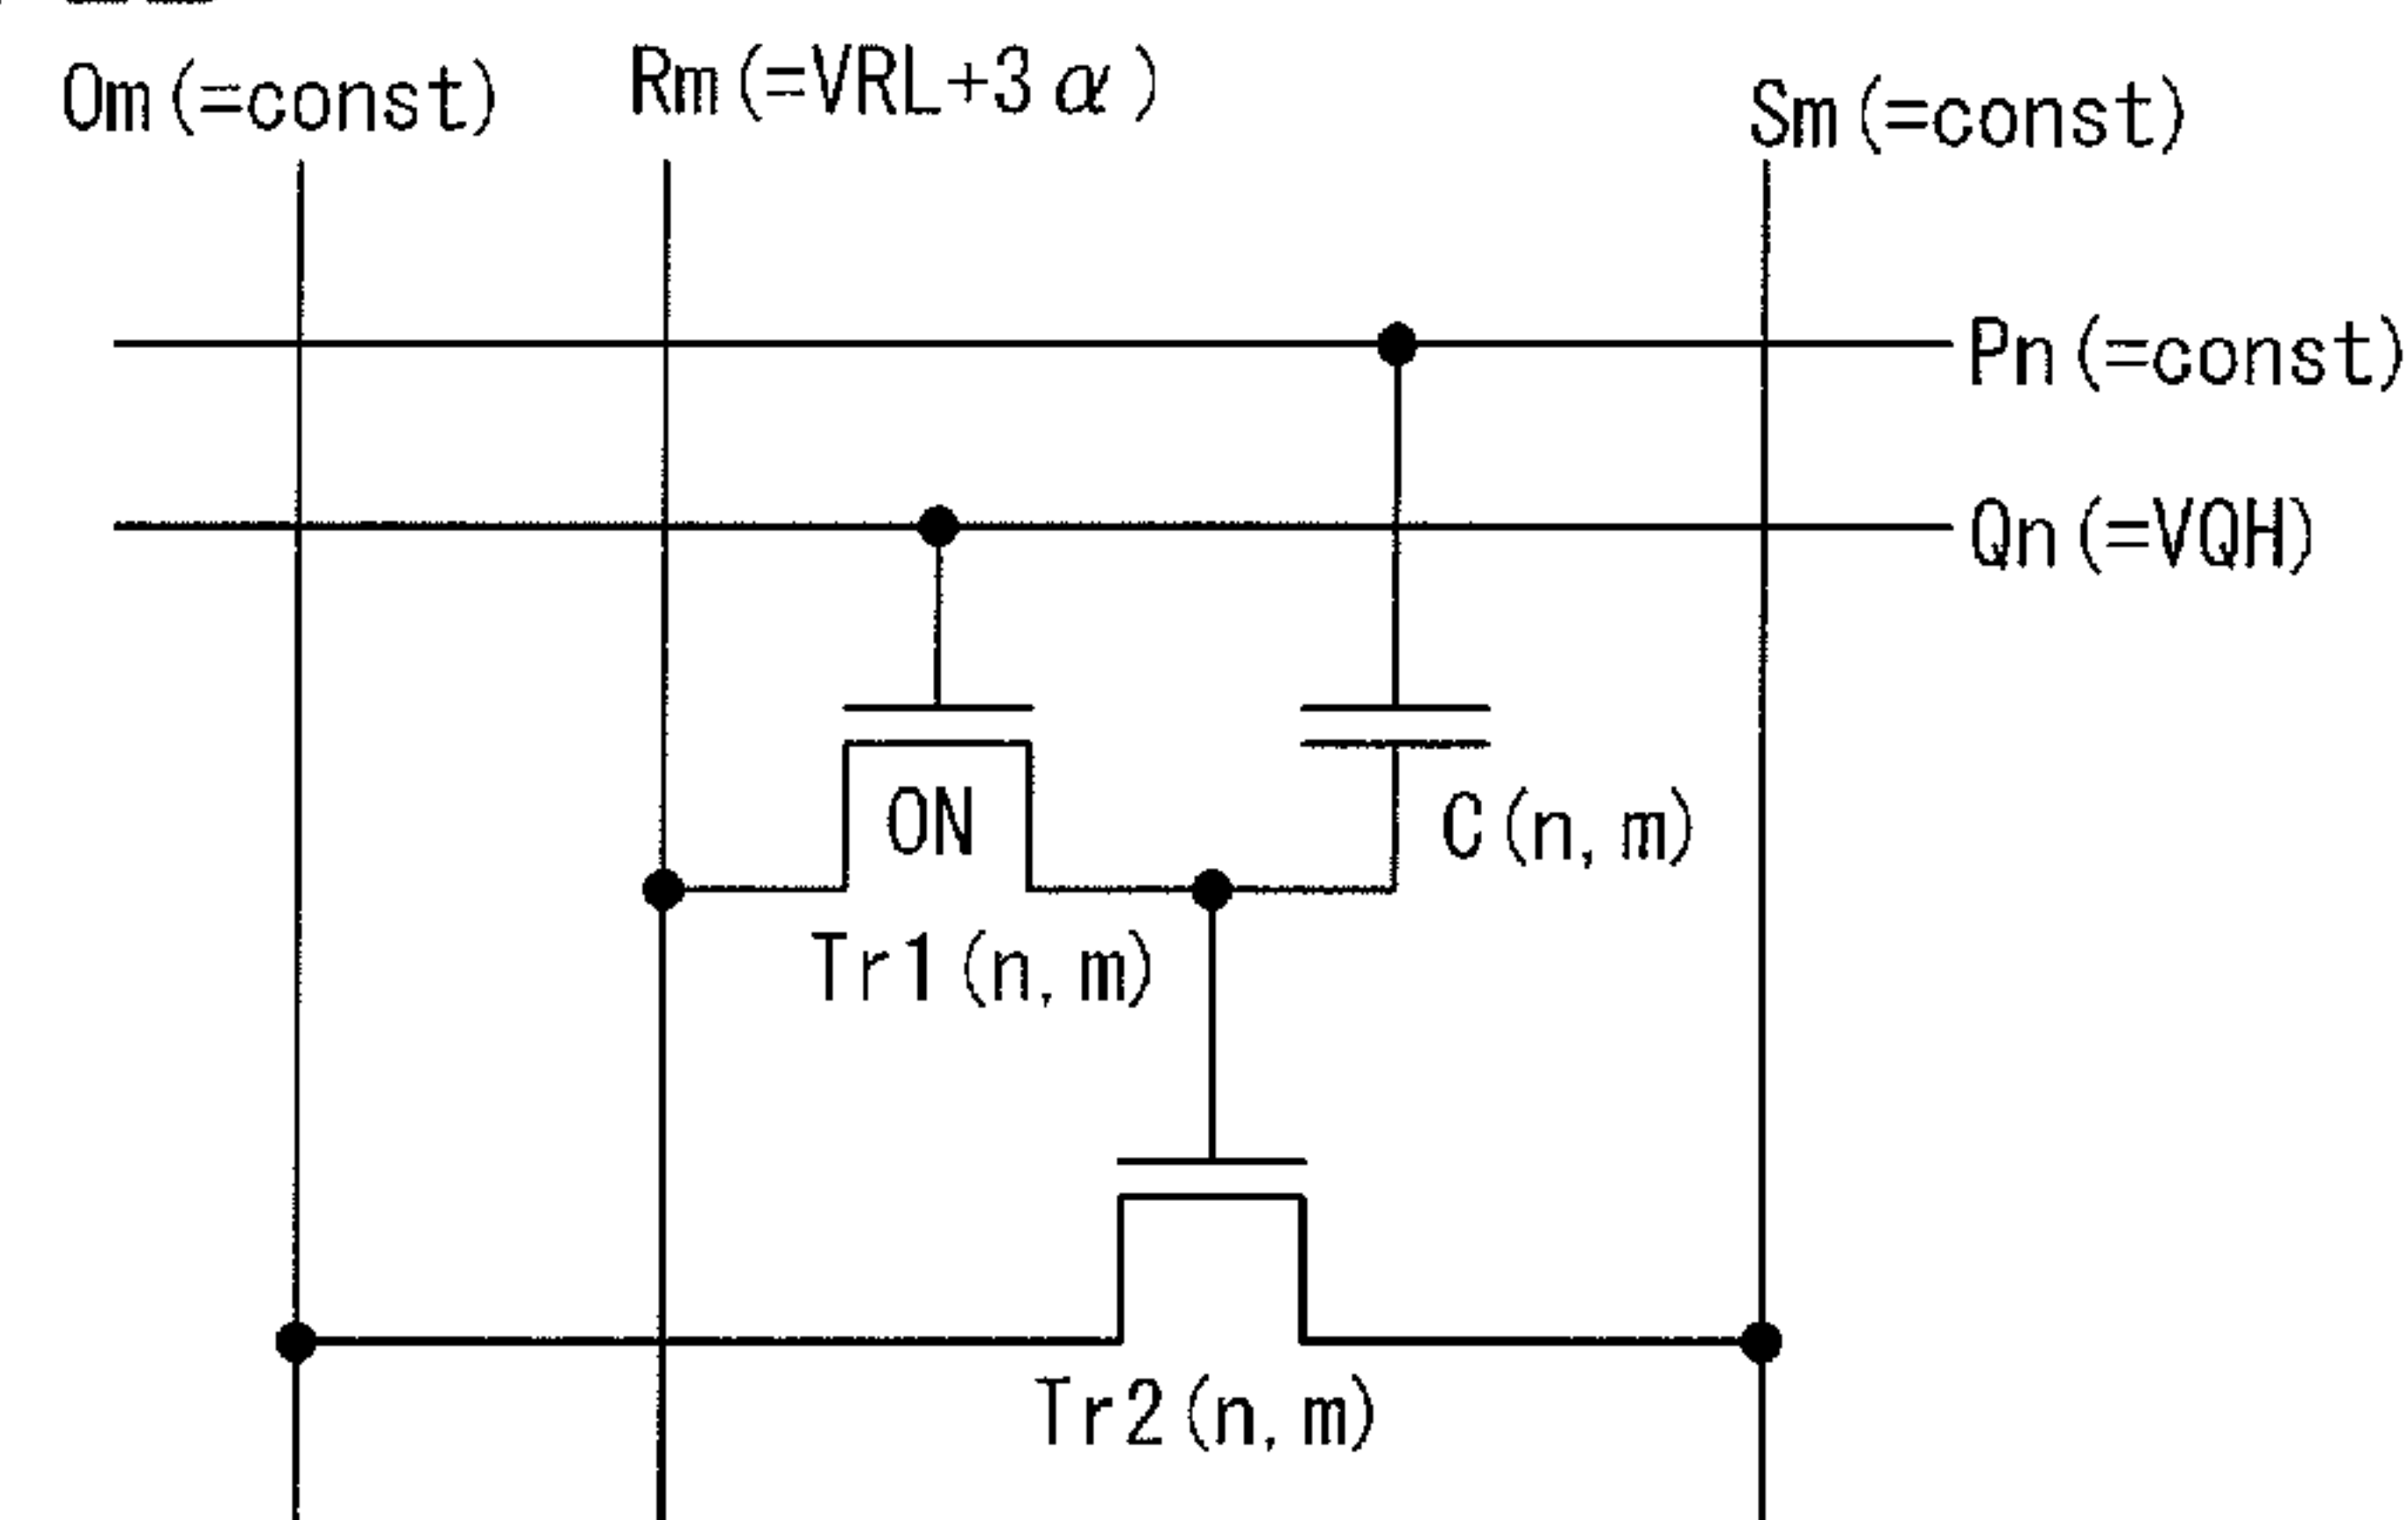 Om(=const)
Rm(=VRL+3α)
Sm(=const)
Pn(=const)
Qn(=VQH)
ON
C(n,m)
Tr1(n,m)
Tr2(n,m)